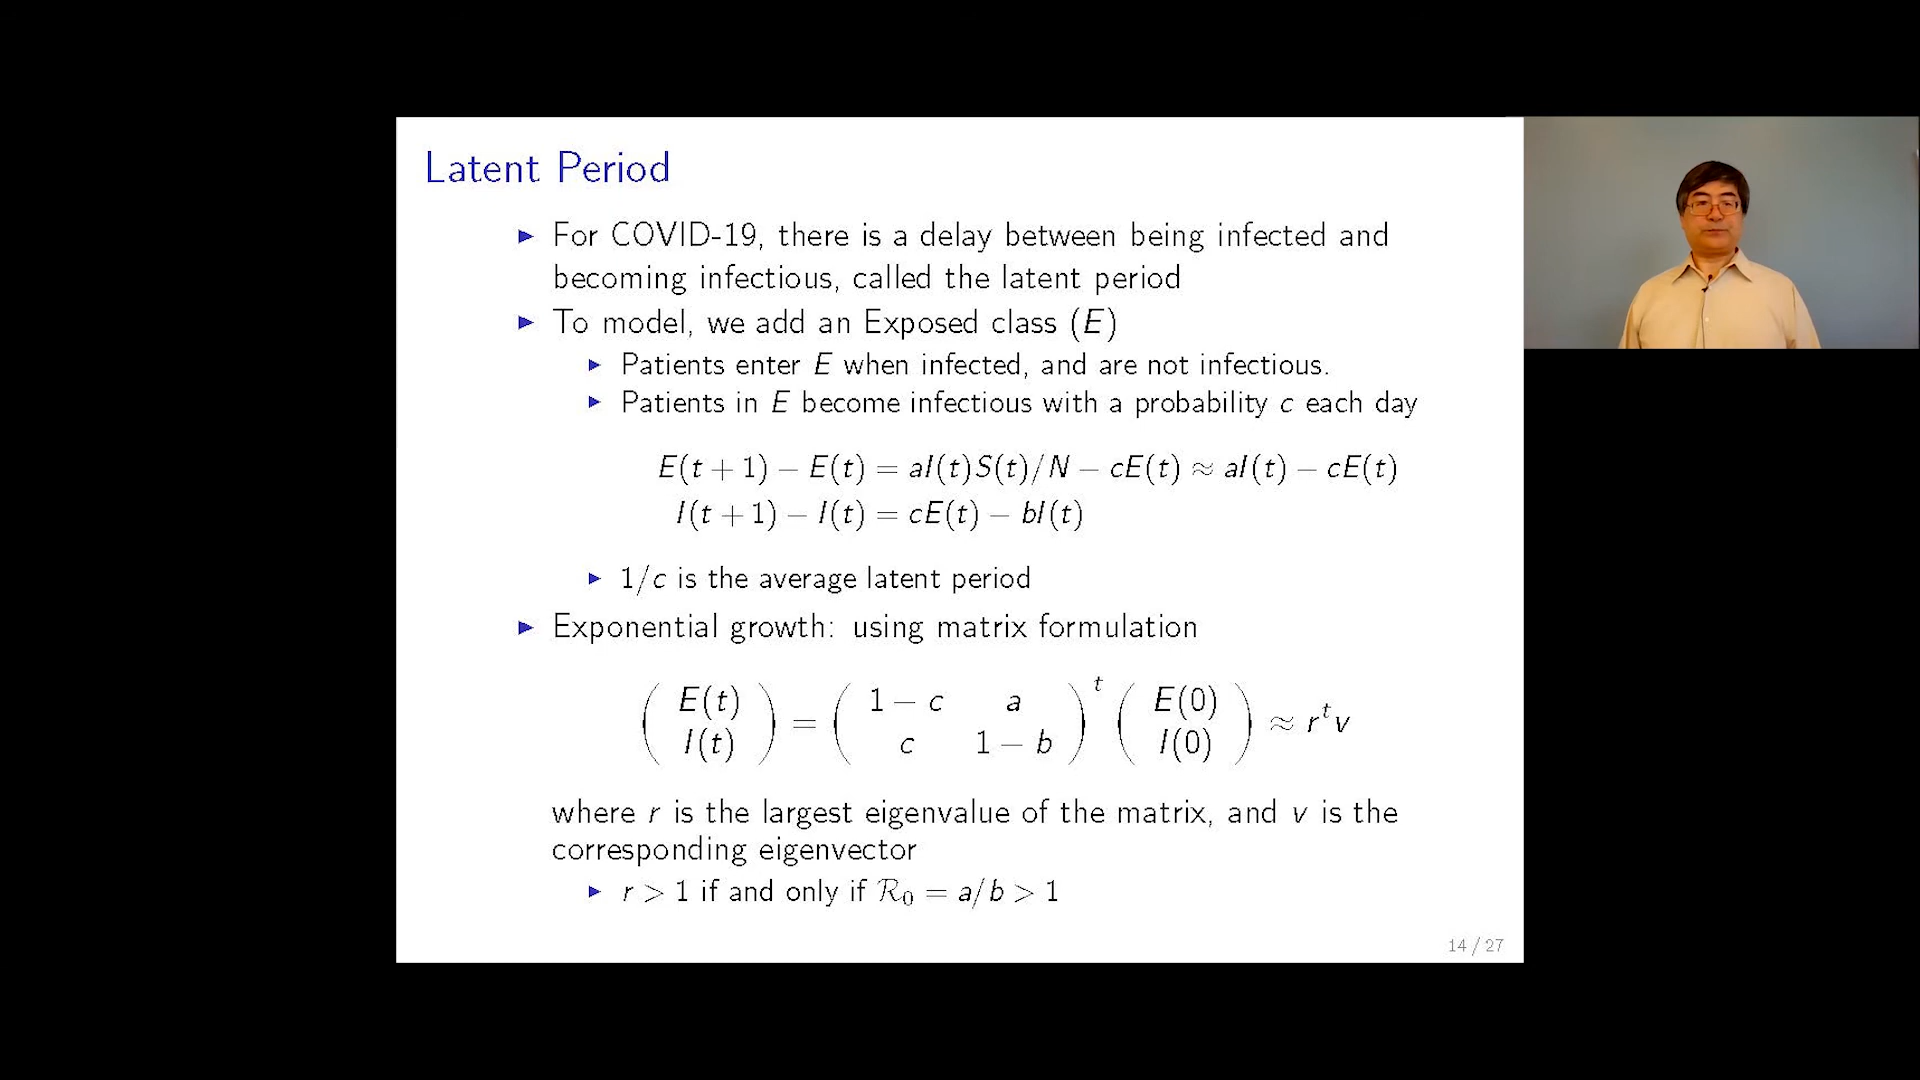 Latent Period
▶ For COVID-19, there is a delay between being infected and
becoming infectious, called the latent period
▶ To model, we add an Exposed class (E)
▶ Patients enter E when infected, and are not infectious.
▶ Patients in E become infectious with a probability c each day
E(t + 1) − E(t) = aI(t)S(t)/N − cE(t) ≈ aI(t) − cE(t)
I(t + 1) − I(t) = cE(t) − bI(t)
▶ 1/c is the average latent period
▶ Exponential growth: using matrix formulation
( E(t) I(t) ) = ( 1 − c a c 1 − b )^t ( E(0) I(0) ) ≈ r^t v
where r is the largest eigenvalue of the matrix, and v is the
corresponding eigenvector
▶ r > 1 if and only if R₀ = a/b > 1
14 / 27